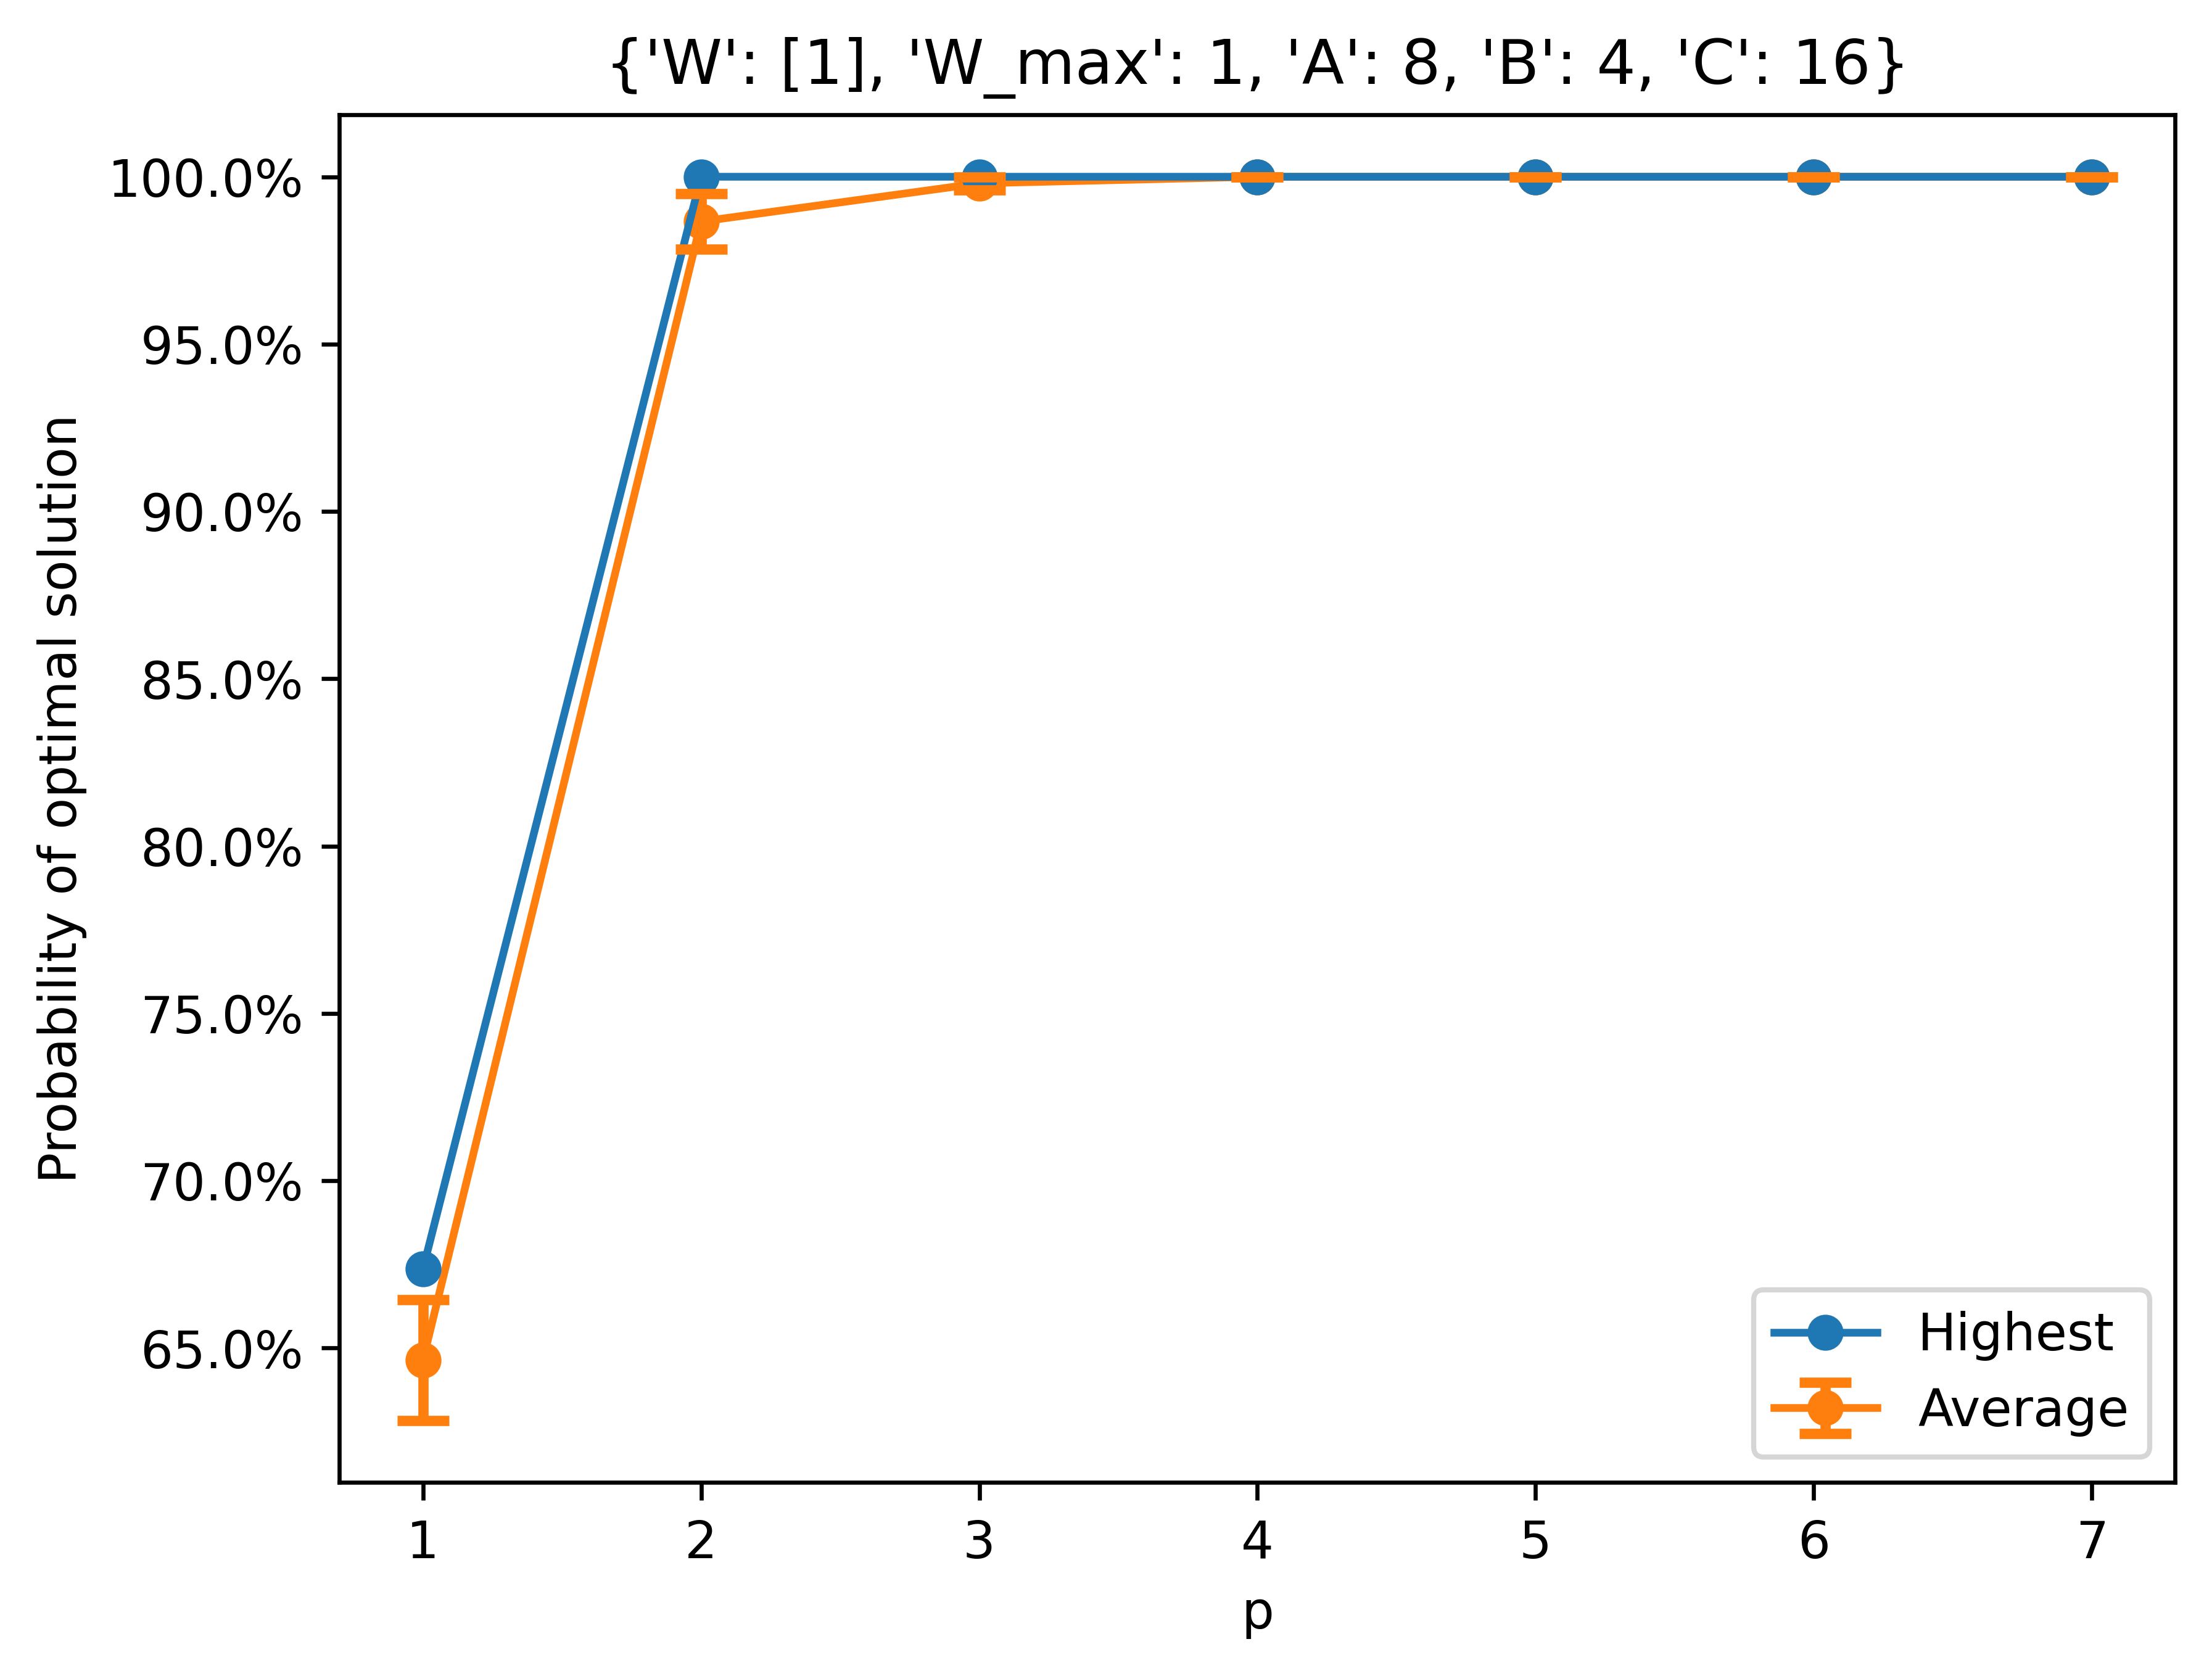 {'W': [1], 'W_max': 1, 'A': 8, 'B': 4, 'C': 16}
100.0%
95.0%
90.0%
85.0%
80.0%
75.0%
70.0%
65.0%
Probability of optimal solution
1 2 3 4 5 6 7
p
Highest
Average